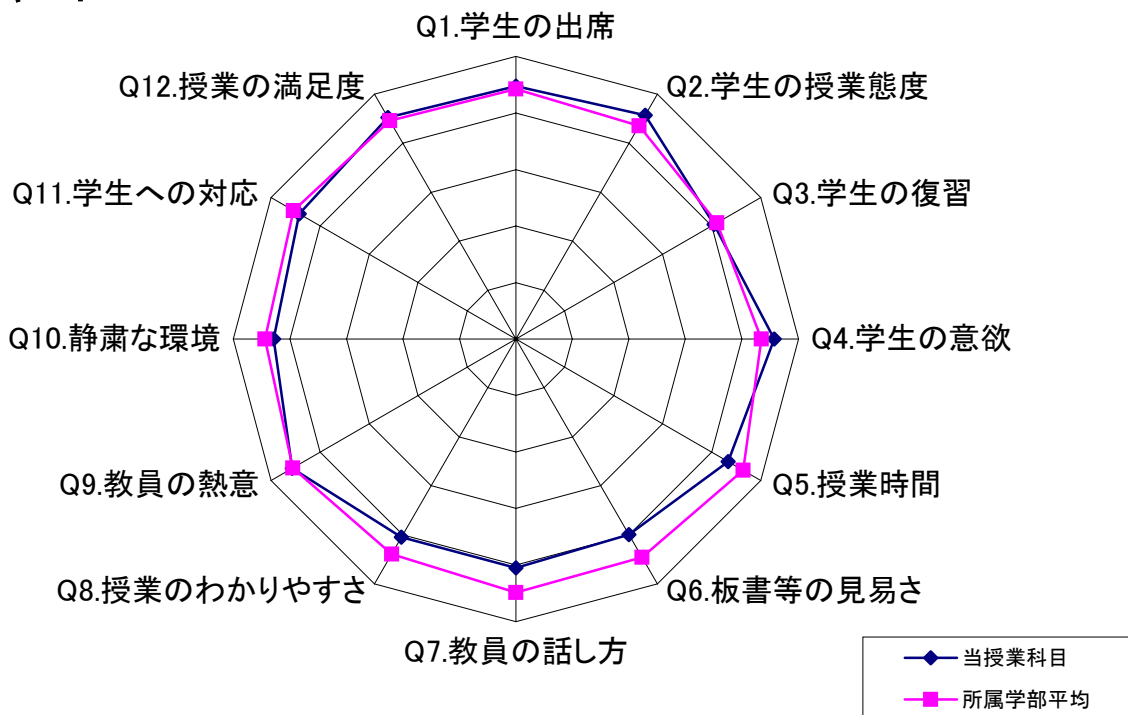 Q1.学生の出席
Q2.学生の授業態度
Q3.学生の復習
Q4.学生の意欲
Q5.授業時間
Q6.板書等の見易さ
Q7.教員の話し方
Q8.授業のわかりやすさ
Q9.教員の熱意
Q10.静粛な環境
Q11.学生への対応
Q12.授業の満足度
当授業科目
所属学部平均